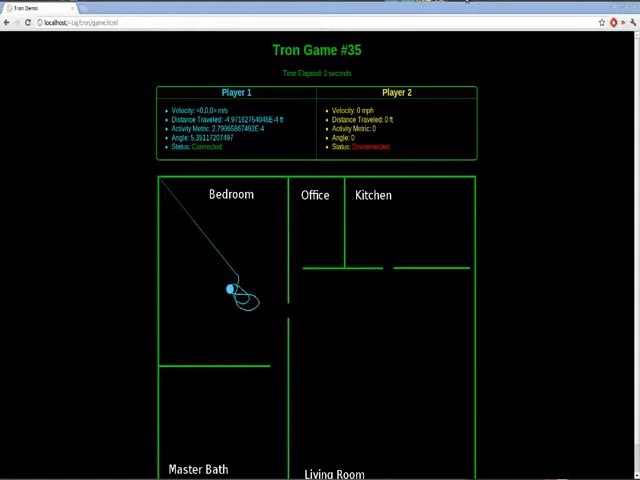 Tron Demo
localhost/~taj/tron/game.html
Tron Game #35
Time Elapsed: 0 seconds
Player 1
Player 2
Velocity: <0,0,0> m/s
Distance Traveled: -4.97162754046E-4 ft
Activity Metric: 2.79965867492E-4
Angle: 5.35117207497
Status: Connected
Velocity: 0 mph
Distance Traveled: 0 ft
Activity Metric: 0
Angle: 0
Status: Disconnected
Bedroom
Office
Kitchen
Master Bath
Living Room